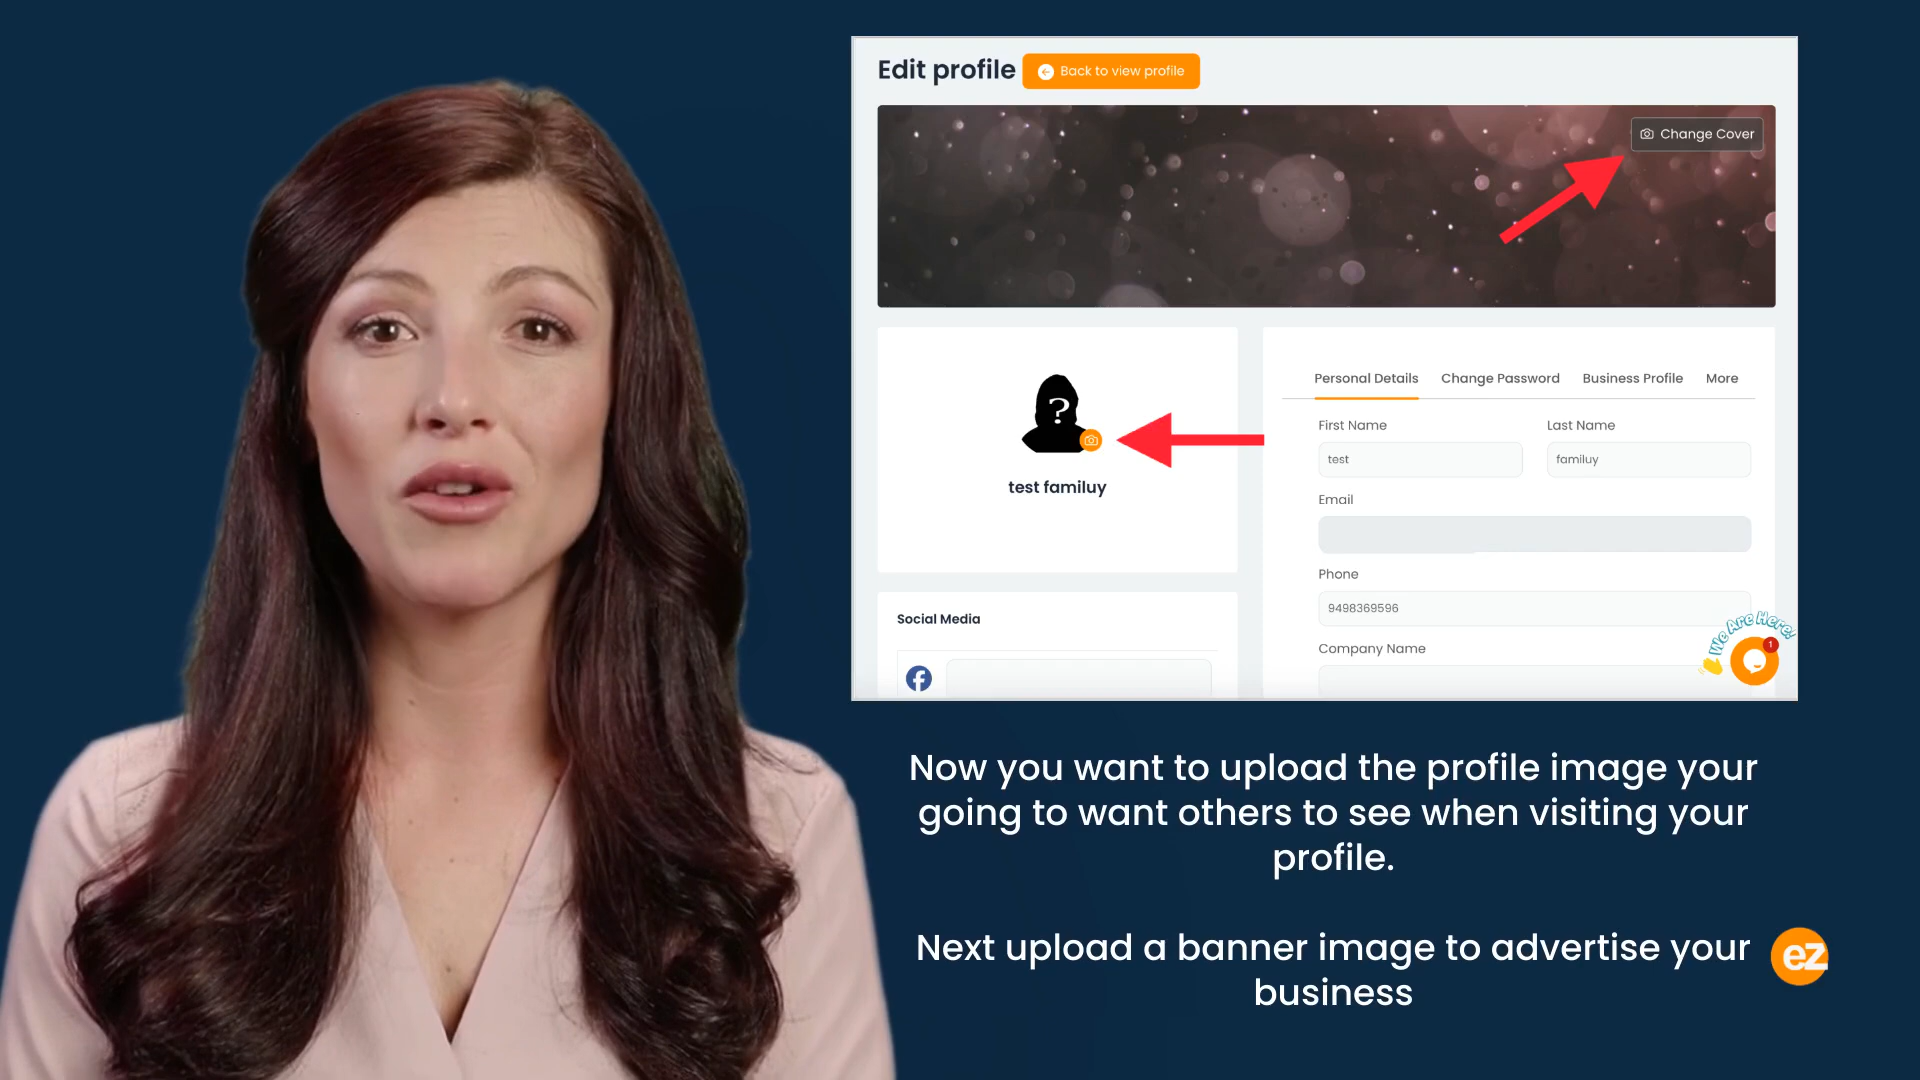 Edit profile
Back to view profile
Change Cover
?
test familuy
Personal Details Change Password Business Profile More
First Name Last Name
test familuy
Email
Phone
9498369596
Company Name
Social Media
We Are Here!
1
Now you want to upload the profile image your
going to want others to see when visiting your
profile.
Next upload a banner image to advertise your
business
ez